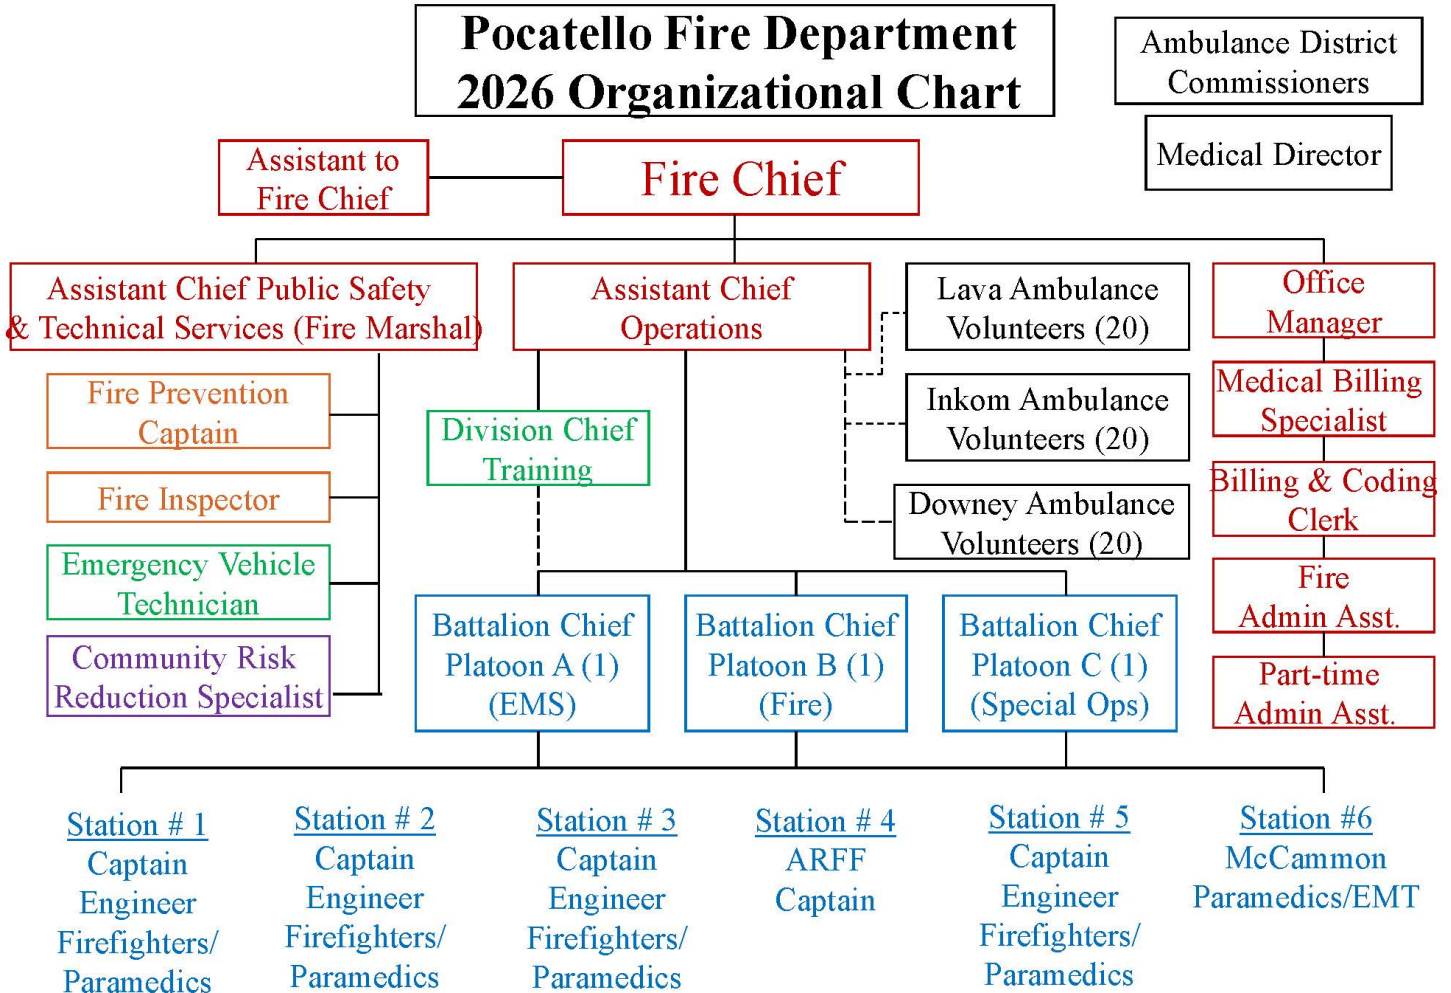 Pocatello Fire Department
2026 Organizational Chart
Ambulance District
Commissioners
Medical Director
Assistant to
Fire Chief
Fire Chief
Assistant Chief Public Safety
& Technical Services (Fire Marshal)
Assistant Chief
Operations
Lava Ambulance
Volunteers (20)
Office
Manager
Fire Prevention
Captain
Division Chief
Training
Inkom Ambulance
Volunteers (20)
Medical Billing
Specialist
Fire Inspector
Downey Ambulance
Volunteers (20)
Billing & Coding
Clerk
Emergency Vehicle
Technician
Fire
Admin Asst.
Community Risk
Reduction Specialist
Battalion Chief
Platoon A (1)
(EMS)
Battalion Chief
Platoon B (1)
(Fire)
Battalion Chief
Platoon C (1)
(Special Ops)
Part-time
Admin Asst.
Station # 1
Captain
Engineer
Firefighters/
Paramedics
Station # 2
Captain
Engineer
Firefighters/
Paramedics
Station # 3
Captain
Engineer
Firefighters/
Paramedics
Station # 4
ARFF
Captain
Station # 5
Captain
Engineer
Firefighters/
Paramedics
Station #6
McCammon
Paramedics/EMT